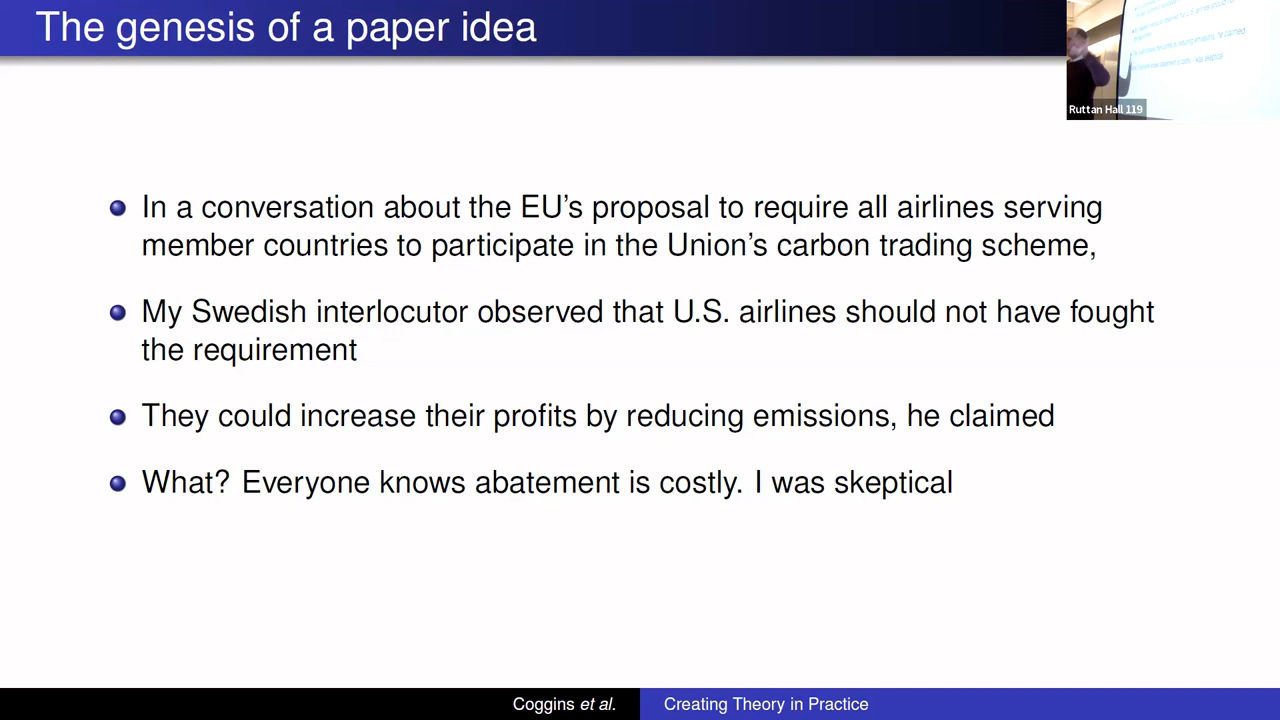 The genesis of a paper idea
Ruttan Hall 119
In a conversation about the EU's proposal to require all airlines serving
member countries to participate in the Union's carbon trading scheme,
My Swedish interlocutor observed that U.S. airlines should not have fought
the requirement
They could increase their profits by reducing emissions, he claimed
What? Everyone knows abatement is costly. I was skeptical
Coggins et al.
Creating Theory in Practice